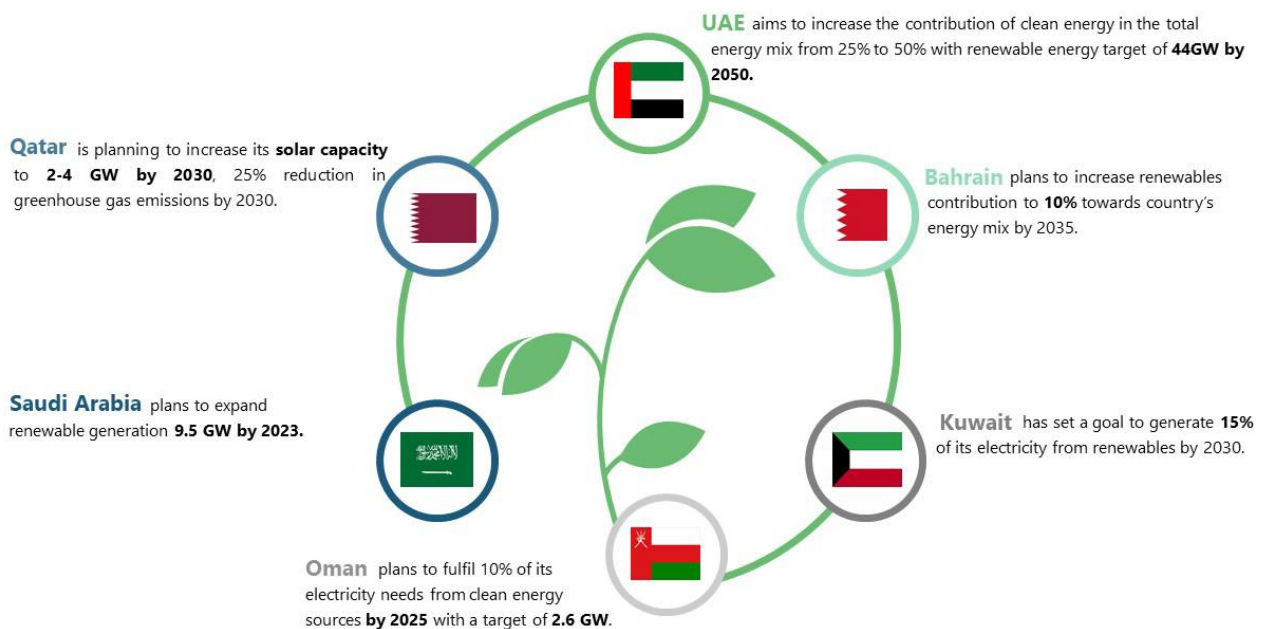 UAE aims to increase the contribution of clean energy in the total
energy mix from 25% to 50% with renewable energy target of 44GW by
2050.
Qatar is planning to increase its solar capacity
to 2-4 GW by 2030, 25% reduction in
greenhouse gas emissions by 2030.
Bahrain plans to increase renewables
contribution to 10% towards country's
energy mix by 2035.
Saudi Arabia plans to expand
renewable generation 9.5 GW by 2023.
Kuwait has set a goal to generate 15%
of its electricity from renewables by 2030.
Oman plans to fulfil 10% of its
electricity needs from clean energy
sources by 2025 with a target of 2.6 GW.